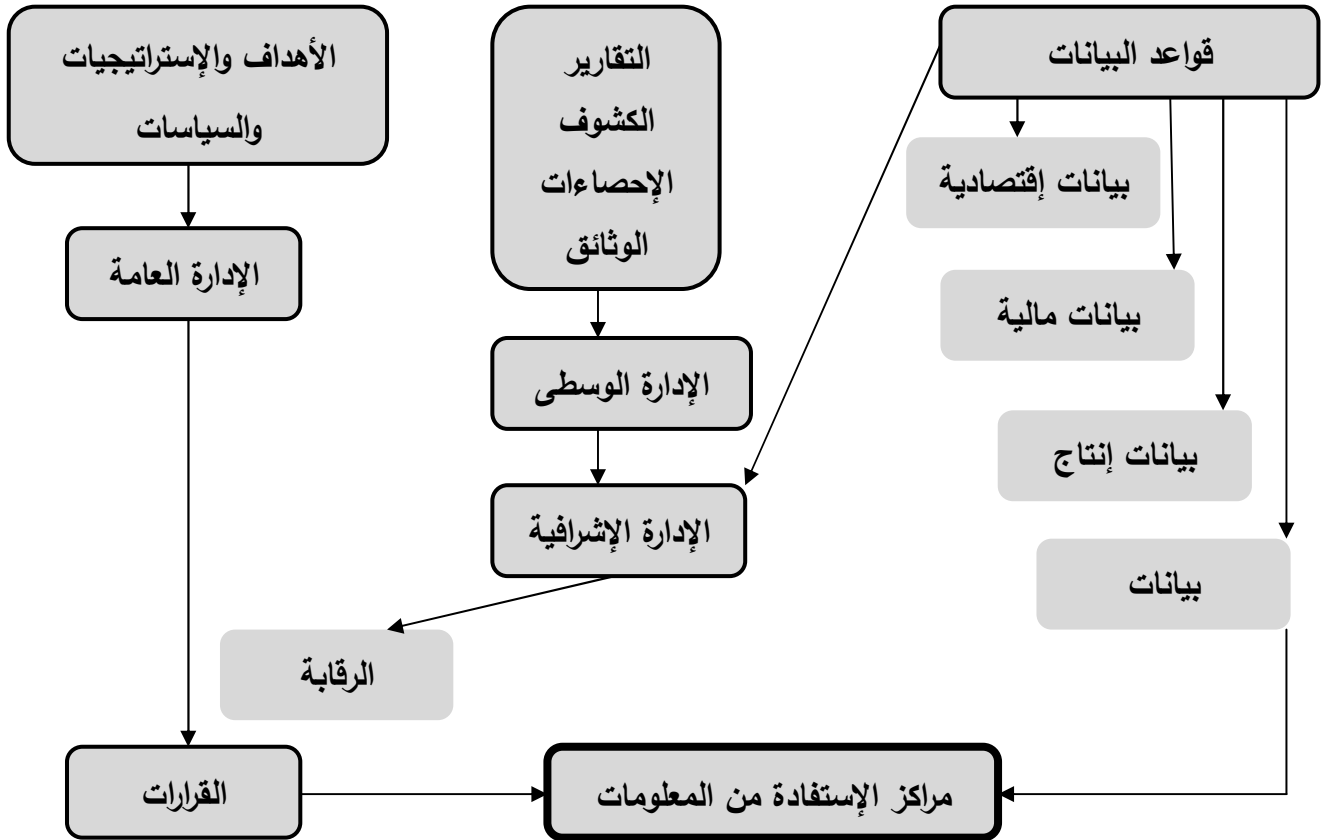 قواعد البيانات
بيانات إقتصادية
بيانات مالية
بيانات إنتاج
بيانات
التقارير
الكشوف
الإحصاءات
الوثائق
الإدارة الوسطى
الإدارة الإشرافية
الرقابة
الأهداف والإستراتيجيات
والسياسات
الإدارة العامة
القرارات
مراكز الإستفادة من المعلومات